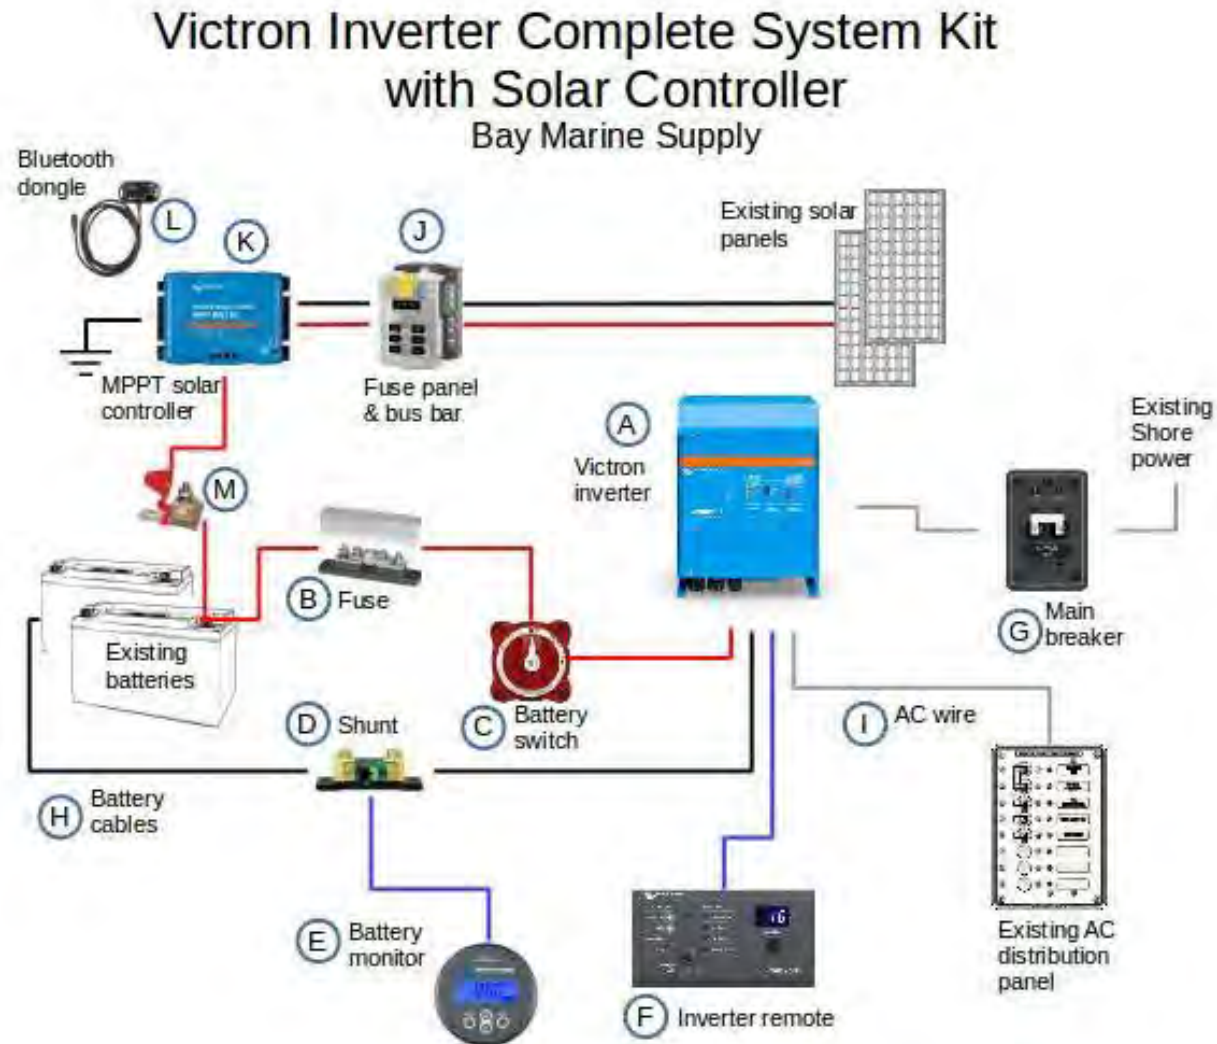 Victron Inverter Complete System Kit
with Solar Controller
Bay Marine Supply
Bluetooth
dongle
L
K
J
Existing solar
panels
MPPT solar
controller
Fuse panel
& bus bar
A
Victron
inverter
Existing
Shore
power
M
B
Fuse
G
Main
breaker
Existing
batteries
D
Shunt
C
Battery
switch
I
AC wire
H
Battery
cables
E
Battery
monitor
16
F
Inverter remote
Existing AC
distribution
panel